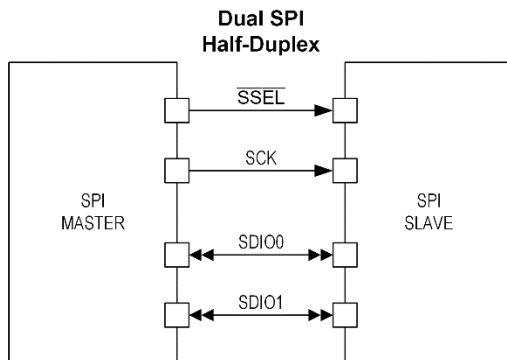 Dual SPI
Half-Duplex
SSEL
SCK
SPI
MASTER
SPI
SLAVE
SDIO0
SDIO1